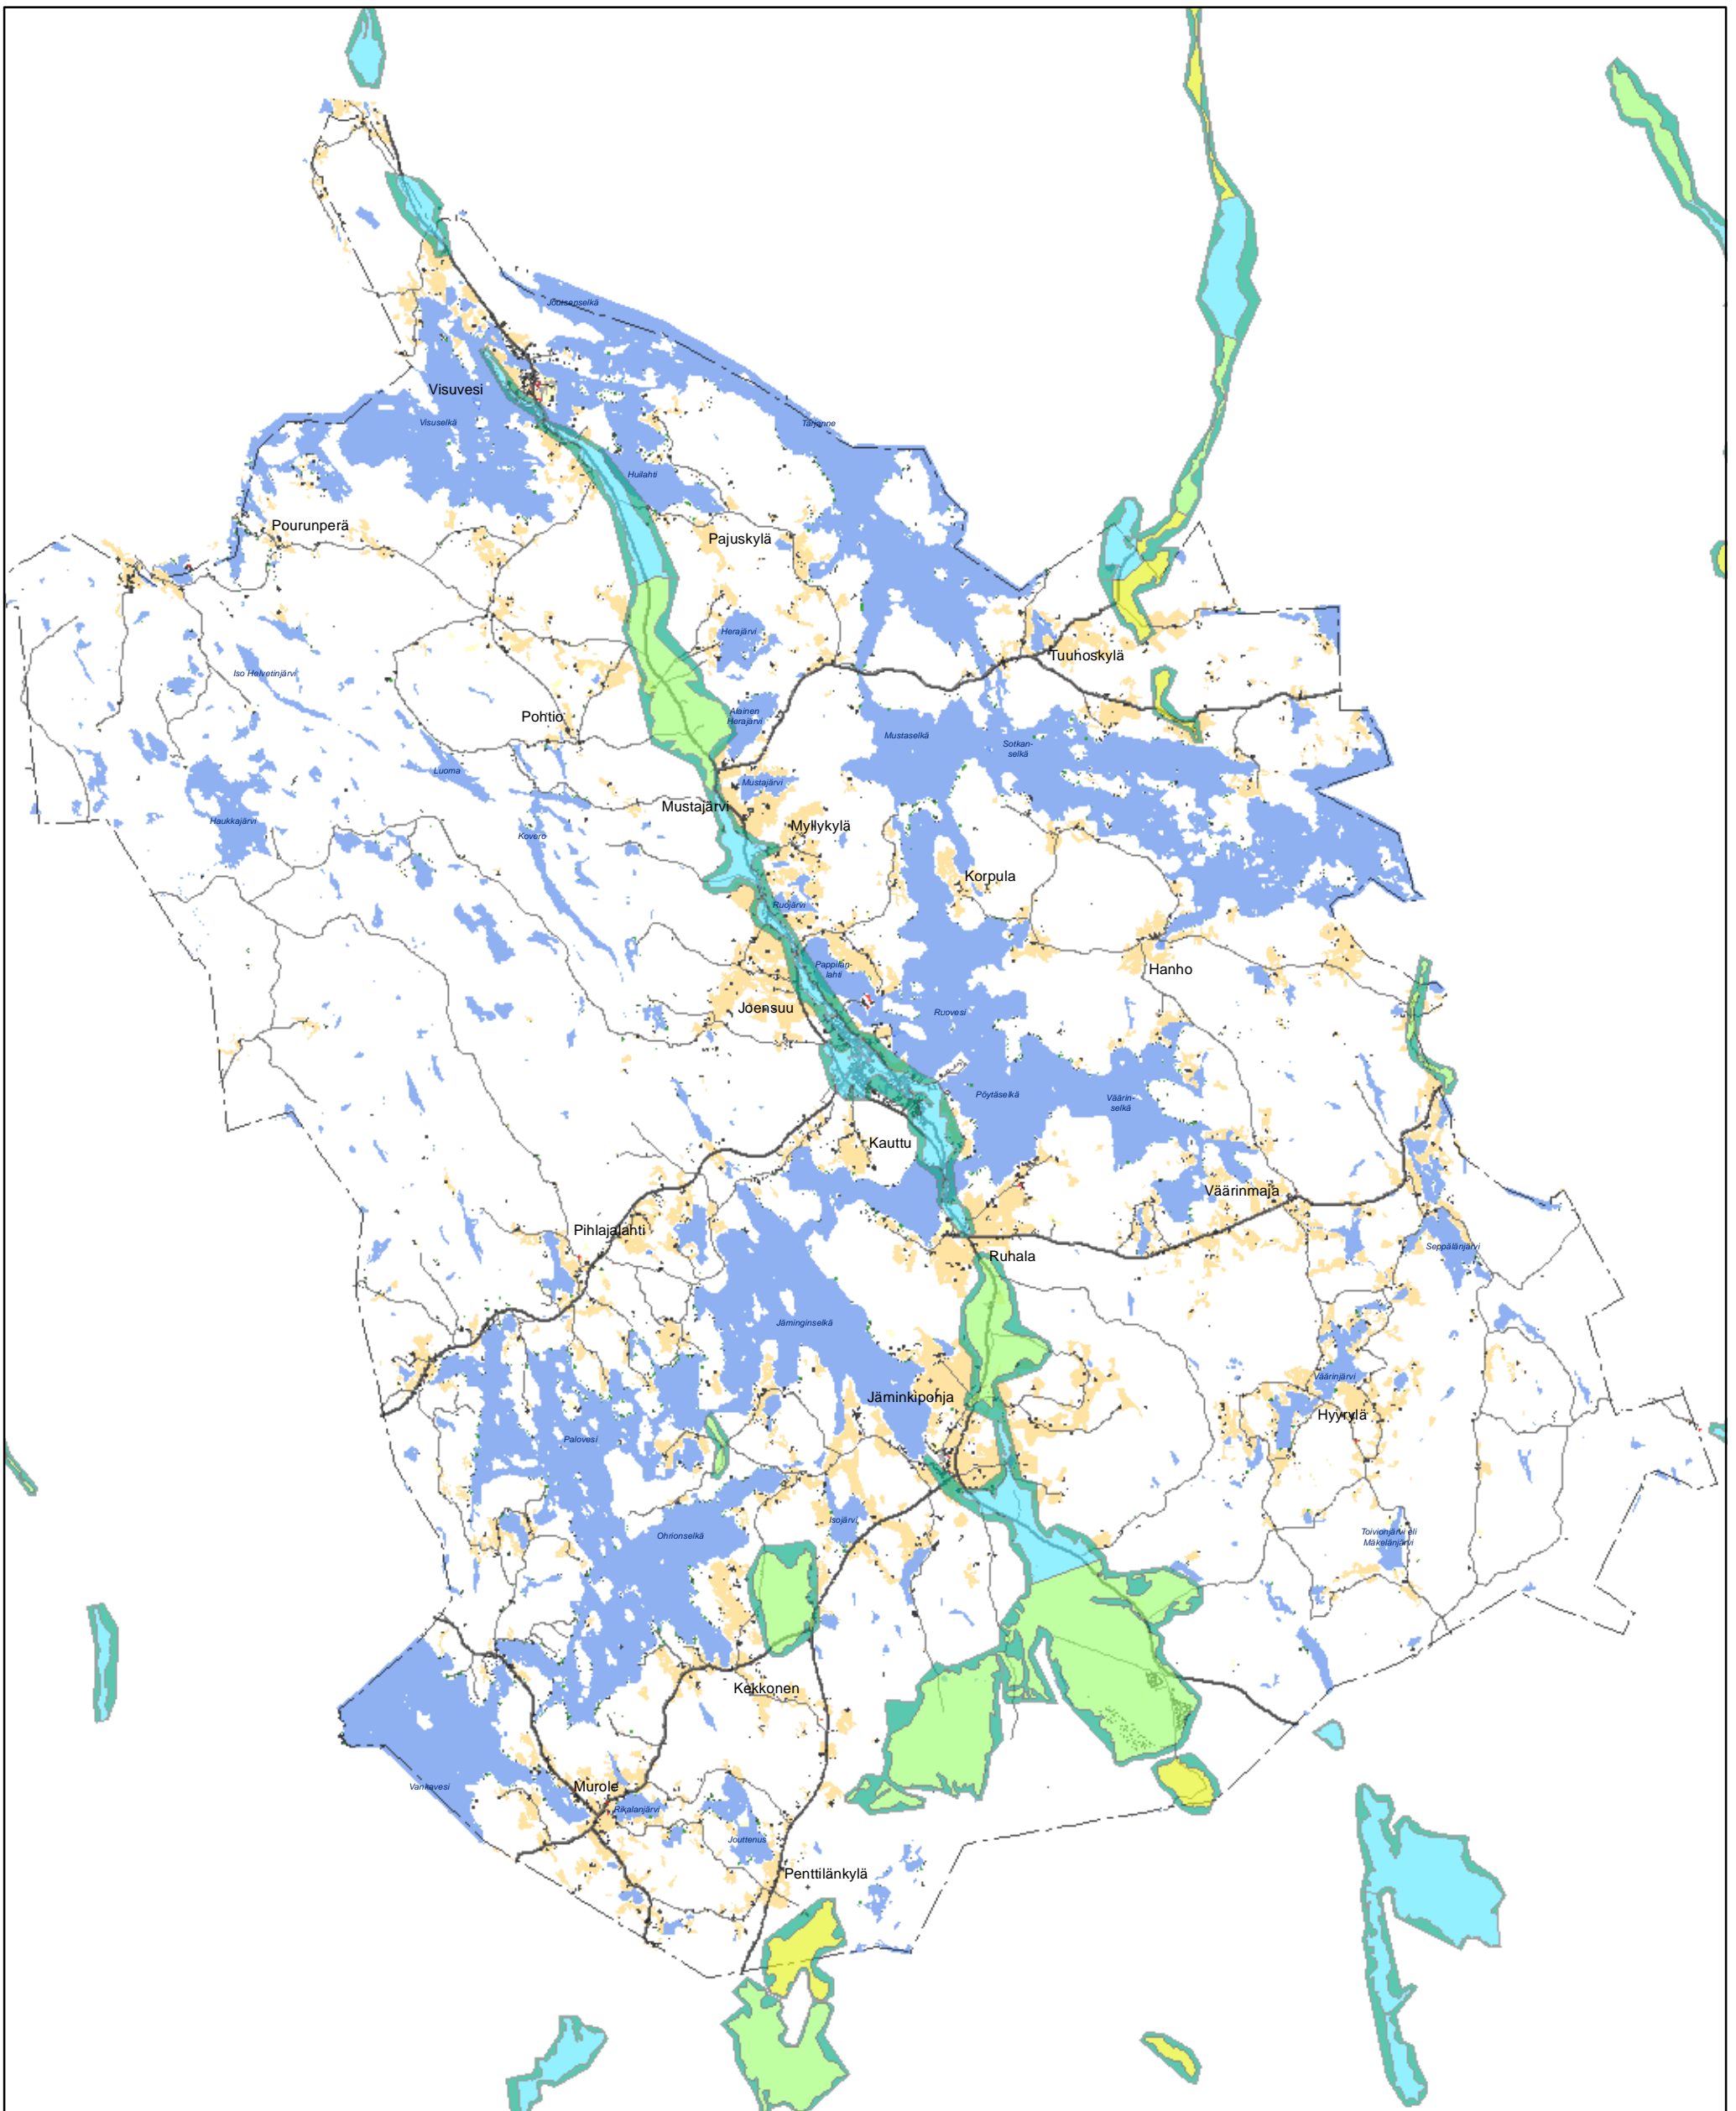 Jootsenselkä
Visuvesi
Visuselkä
Tarjanne
Huilahti
Pourunperä
Pajuskylä
Herajärvi
Tuuhoskylä
Iso Helvetinjärvi
Pohtio
Alainen
Herajärvi
Mustaselkä
Sotkan-
selkä
Luoma
Mustajärvi
Mustajärvi
Haukkajärvi
Myllykylä
Kovero
Korpula
Ruojärvi
Pappilan-
lahti
Hanho
Joensuu
Ruovesi
Pöytäselkä
Väärin-
selkä
Kauttu
Väärinmaja
Pihlajalahti
Ruhala
Seppälänjärvi
Jäminginselkä
Väärinjärvi
Jäminkipohja
Hyyrylä
Palovesi
Isojärvi
Ohrionselkä
Toivionjärvi eli
Mäkelänjärvi
Kekkonen
Vankavesi
Murole
Rikalanjärvi
Jouttenus
Penttilänkylä